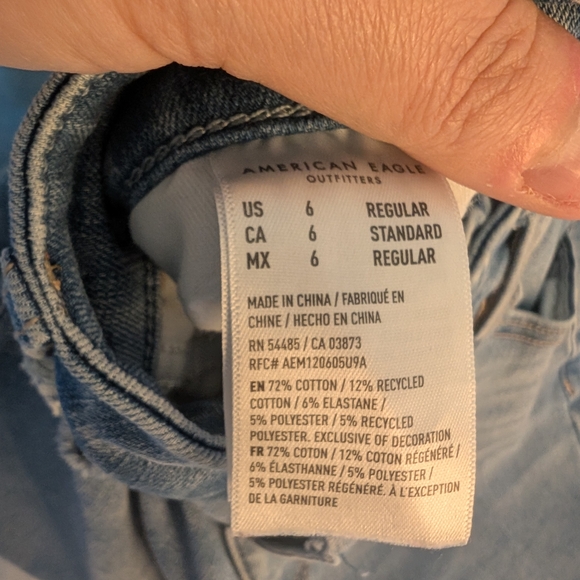 AMERICAN EAGLE
OUTFITTERS
US 6 REGULAR
CA 6 STANDARD
MX 6 REGULAR
MADE IN CHINA / FABRIQUÉ EN
CHINE / HECHO EN CHINA
RN 54485 / CA 03873
RFC# AEM120605U9A
EN 72% COTTON / 12% RECYCLED
COTTON / 6% ELASTANE /
5% POLYESTER / 5% RECYCLED
POLYESTER. EXCLUSIVE OF DECORATION
FR 72% COTON / 12% COTON RÉGÉNÉRÉ /
6% ÉLASTHANNE / 5% POLYESTER /
5% POLYESTER RÉGÉNÉRÉ. À L'EXCEPTION
DE LA GARNITURE